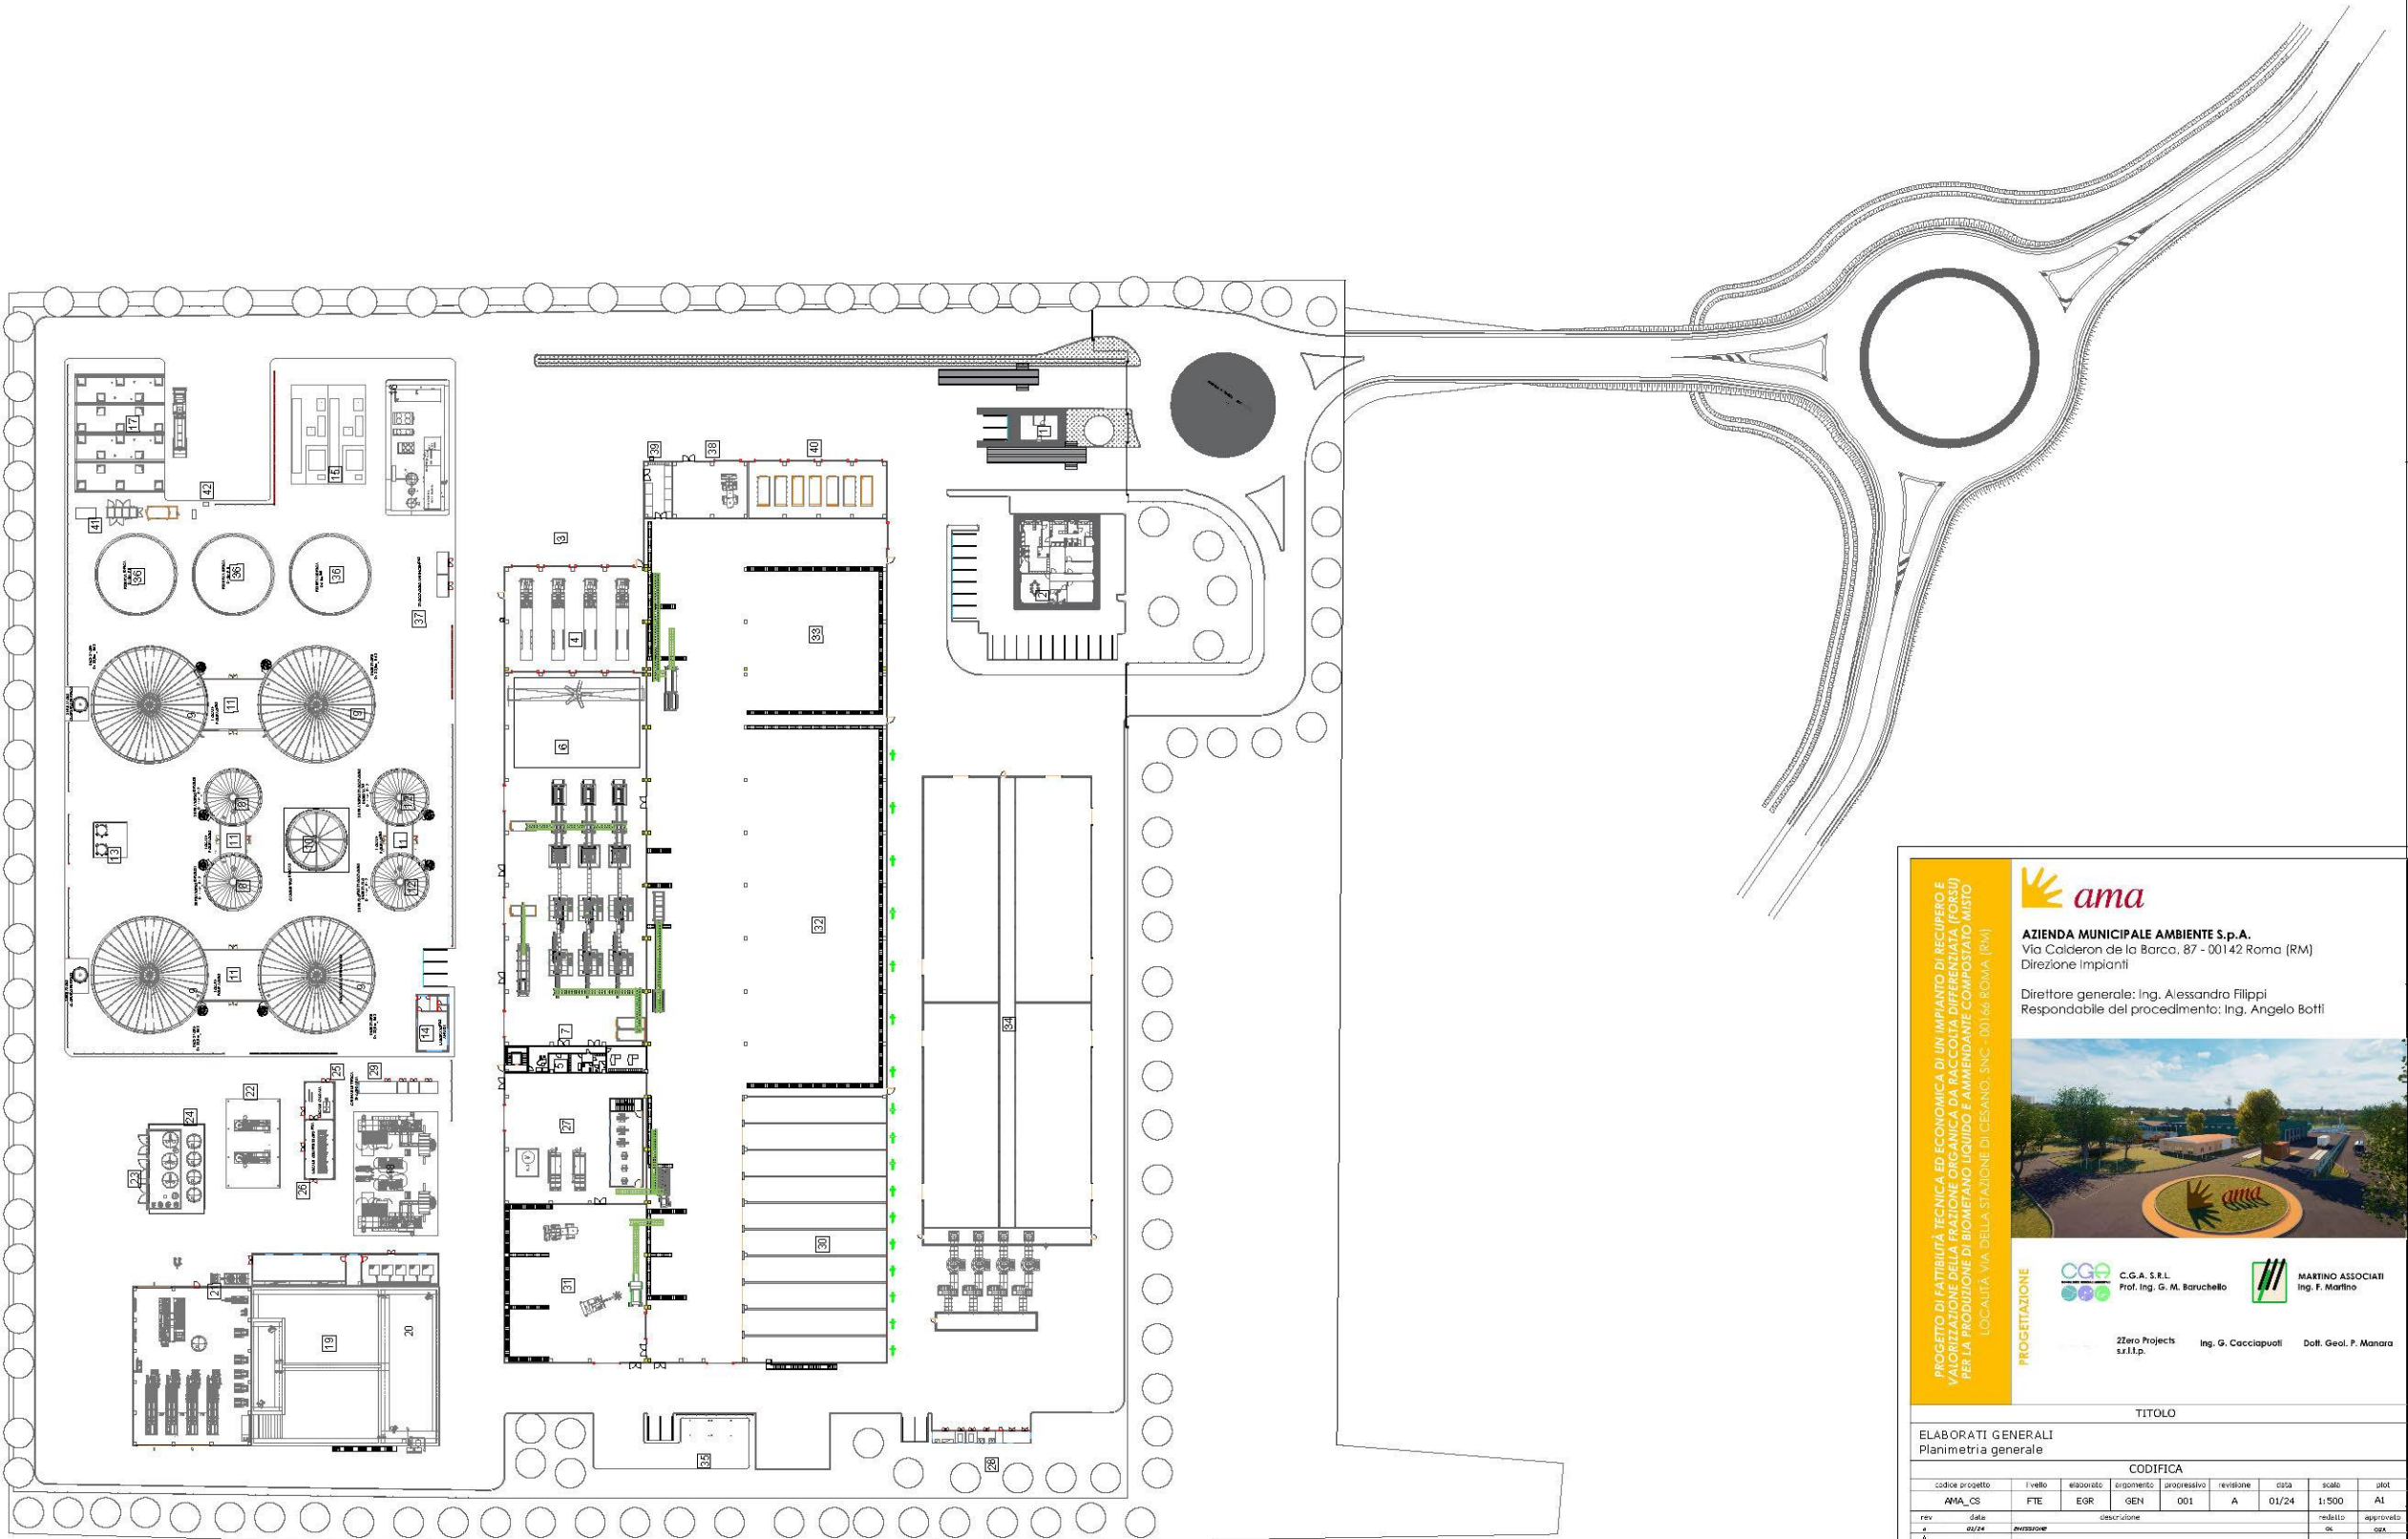 17
15
42
41
39
38
40
1
3
2
36
36
36
37
4
33
9
11
9
6
8
12
13
11
10
11
8
12
32
9
11
9
14
7
34
5
22
25
29
24
27
23
26
18
30
31
21
19
20
35
28
PROGETTO DI FATTIBILITÀ TECNICA ED ECONOMICA DI UN IMPIANTO DI RECUPERO E
VALORIZZAZIONE DELLA FRAZIONE ORGANICA DA RACCOLTA DIFFERENZIATA (FORSU)
PER LA PRODUZIONE DI BIOMETANO LIQUIDO E AMMENDANTE COMPOSTATO MISTO
LOCALITÀ VIA DELLA STAZIONE DI CESANO, SNC - 00166 ROMA (RM)
ama
AZIENDA MUNICIPALE AMBIENTE S.p.A.
Via Calderon de la Barca, 87 - 00142 Roma (RM)
Direzione Impianti
Direttore generale: Ing. Alessandro Filippi
Respondabile del procedimento: Ing. Angelo Botti
ama
PROGETTAZIONE
CGA
C.G.A. S.R.L.
Prof. Ing. G. M. Baruchello
MARTINO ASSOCIATI
Ing. F. Martino
2Zero Projects
s.r.l.t.p.
Ing. G. Cacciapuoti
Dott. Geol. P. Manara
TITOLO
ELABORATI GENERALI
Planimetria generale
CODIFICA
codice progetto livello elaborato argomento progressivo revisione data scala plot
AMA_CS FTE EGR GEN 001 A 01/24 1:500 A1
rev data descrizione redatto approvato
01/24 EMISSIONE